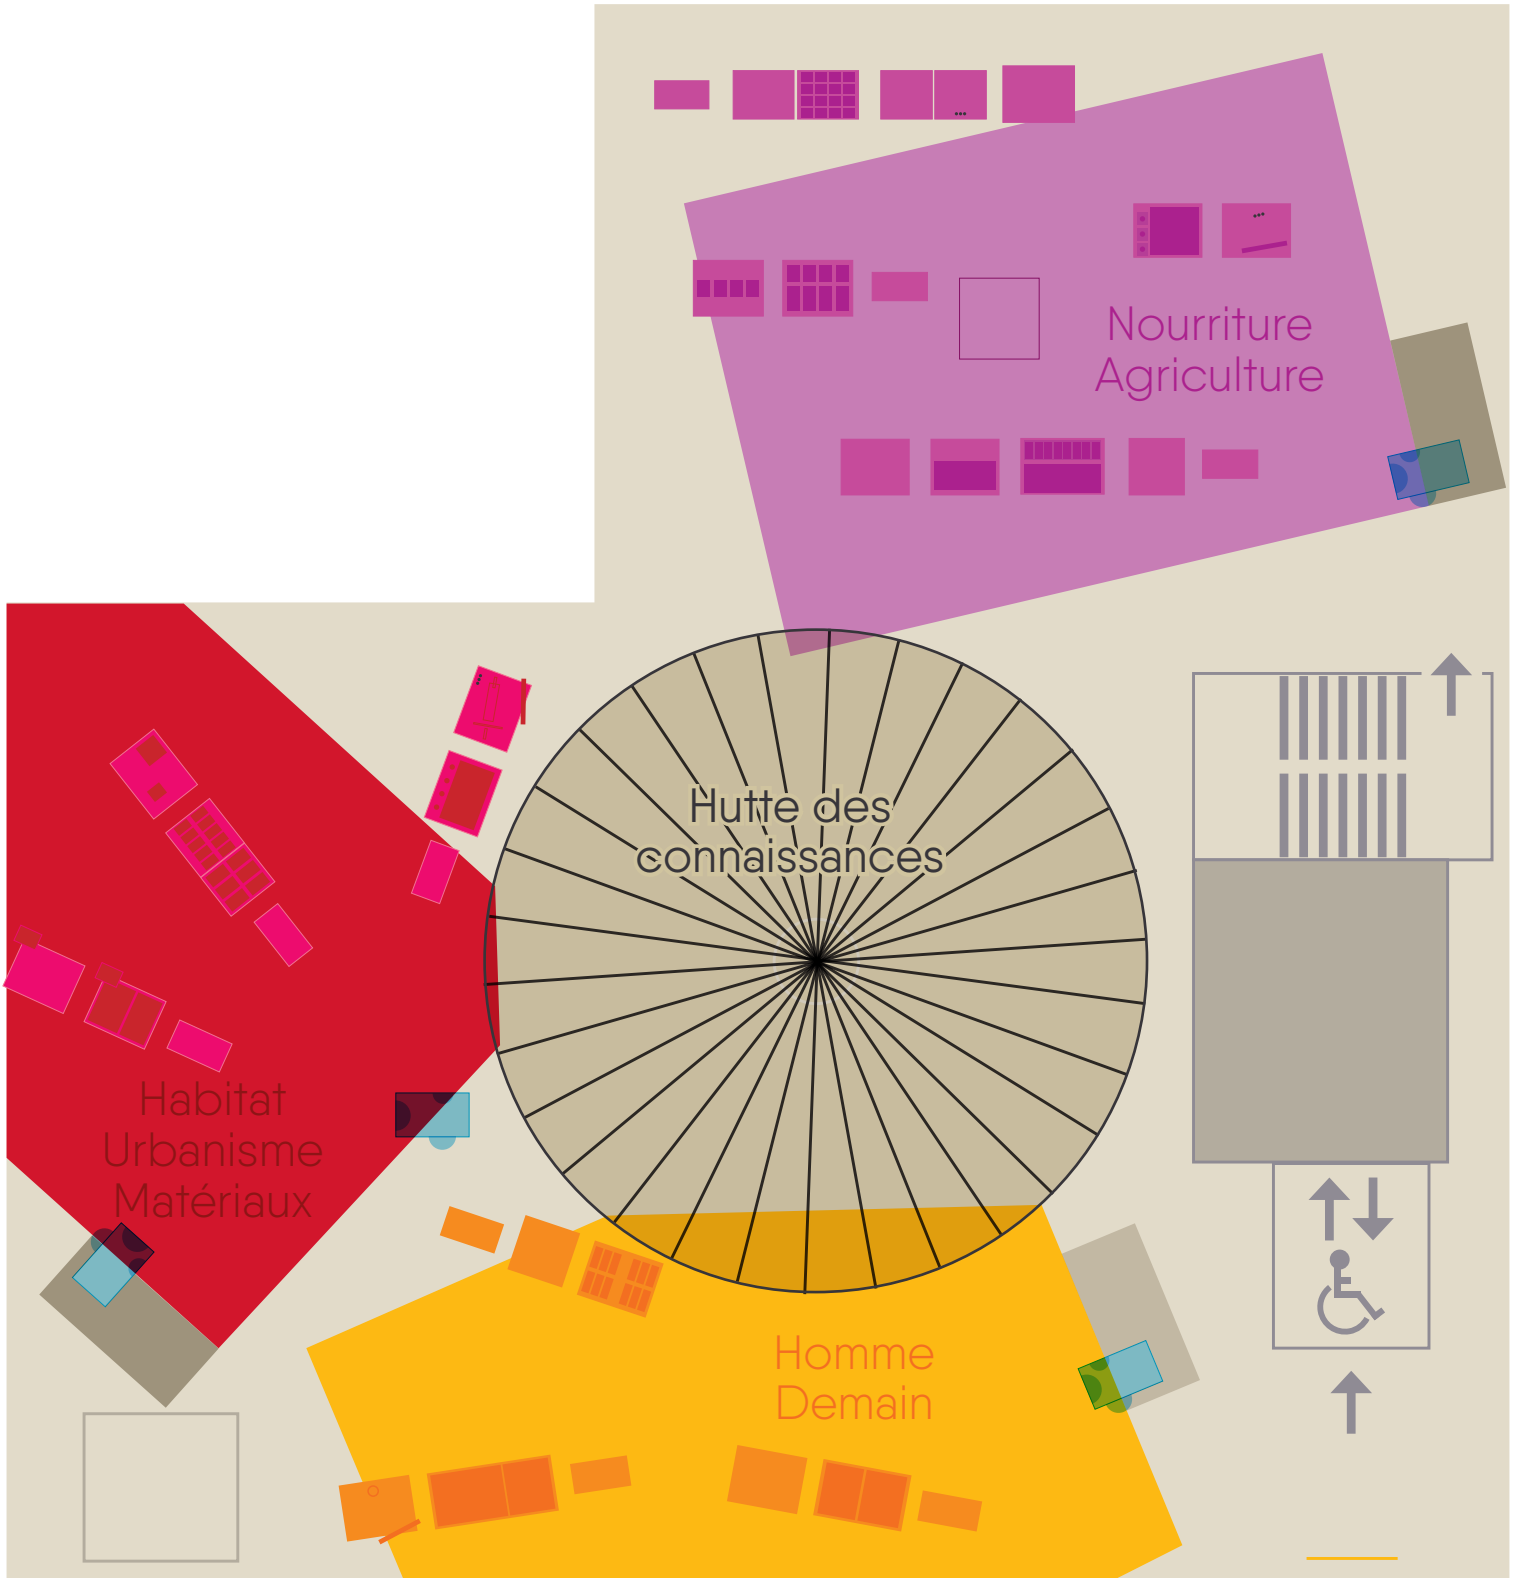 Nourriture
Agriculture
Hutte des
connaissances
Habitat
Urbanisme
Matériaux
Homme
Demain